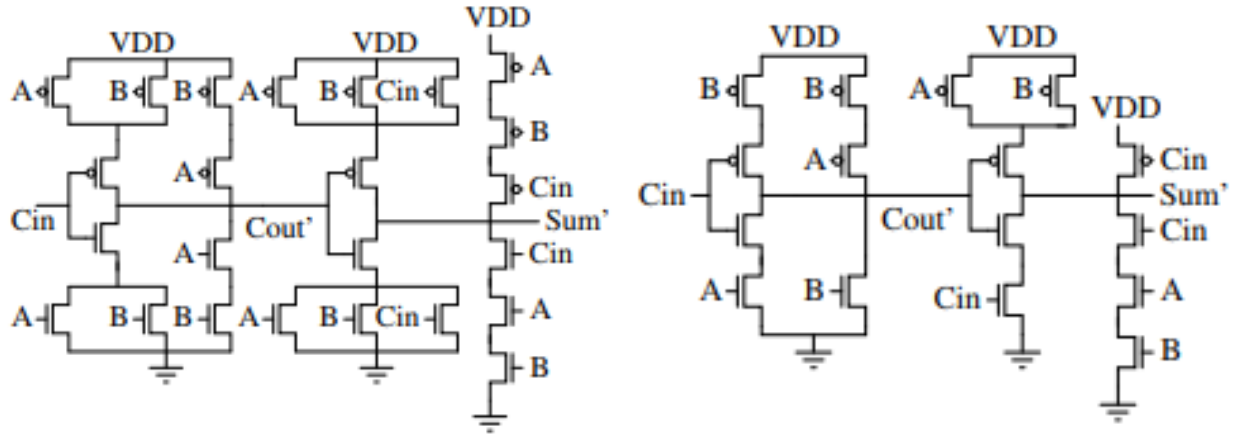 VDD
VDD VDD VDD VDD
A B B A B Cin A B B A B
VDD
B A Cin
A Cin A
Cin Cout' Sum' Cin Cout' Sum'
A Cin Cin
A B B A B Cin A A B Cin A
B B